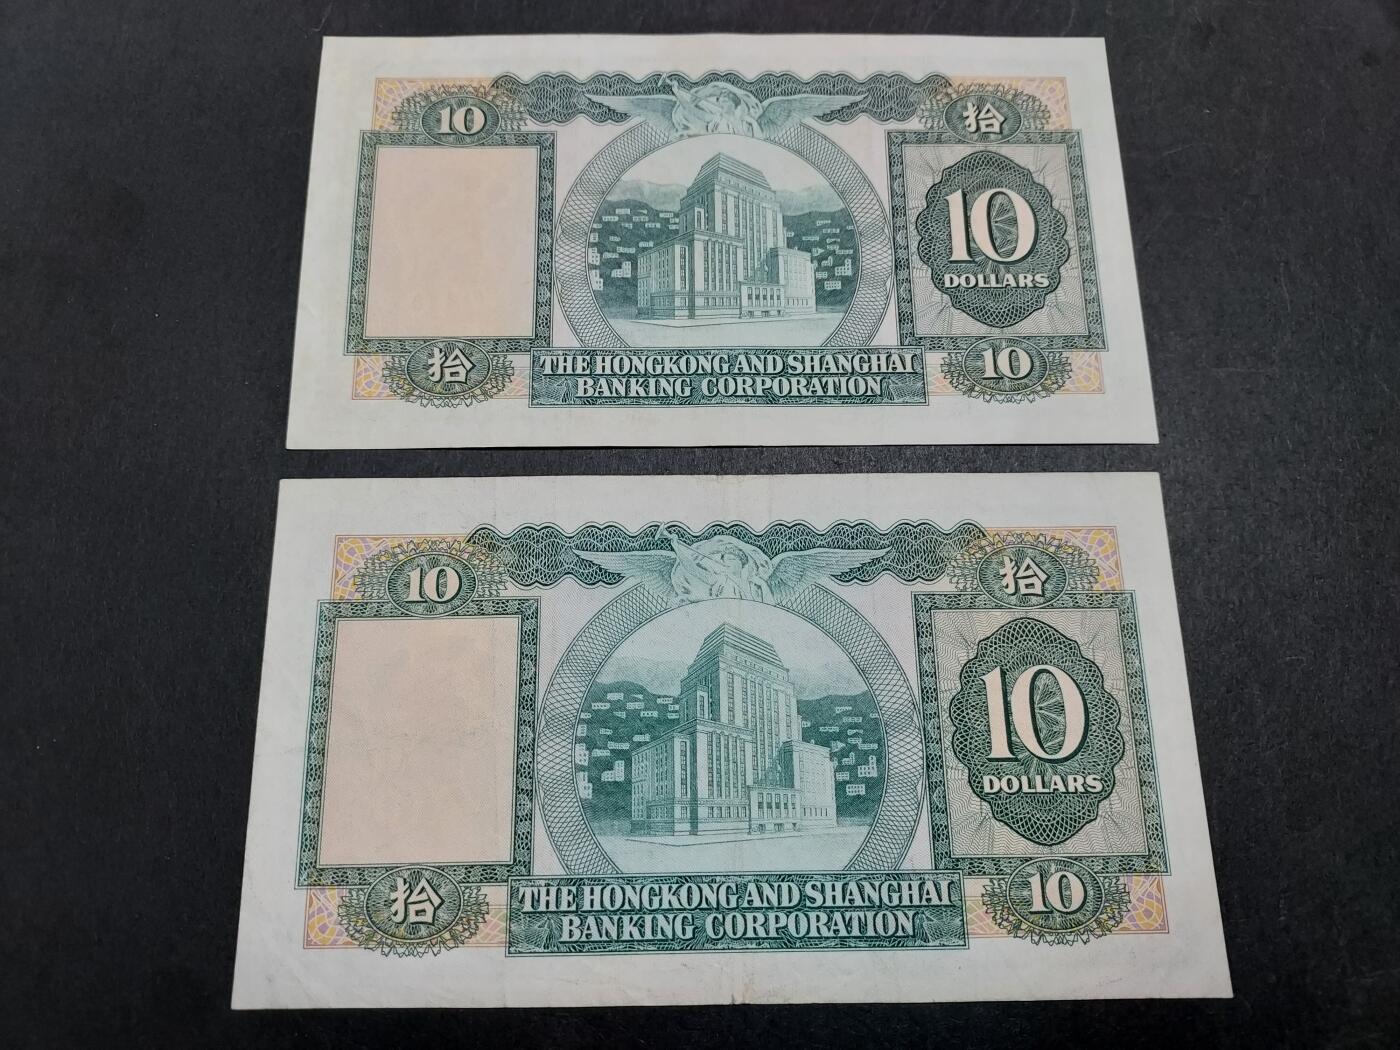 10 拾
10
DOLLARS
拾 10
THE HONGKONG AND SHANGHAI
BANKING CORPORATION
10 拾
10
DOLLARS
拾 10
THE HONGKONG AND SHANGHAI
BANKING CORPORATION